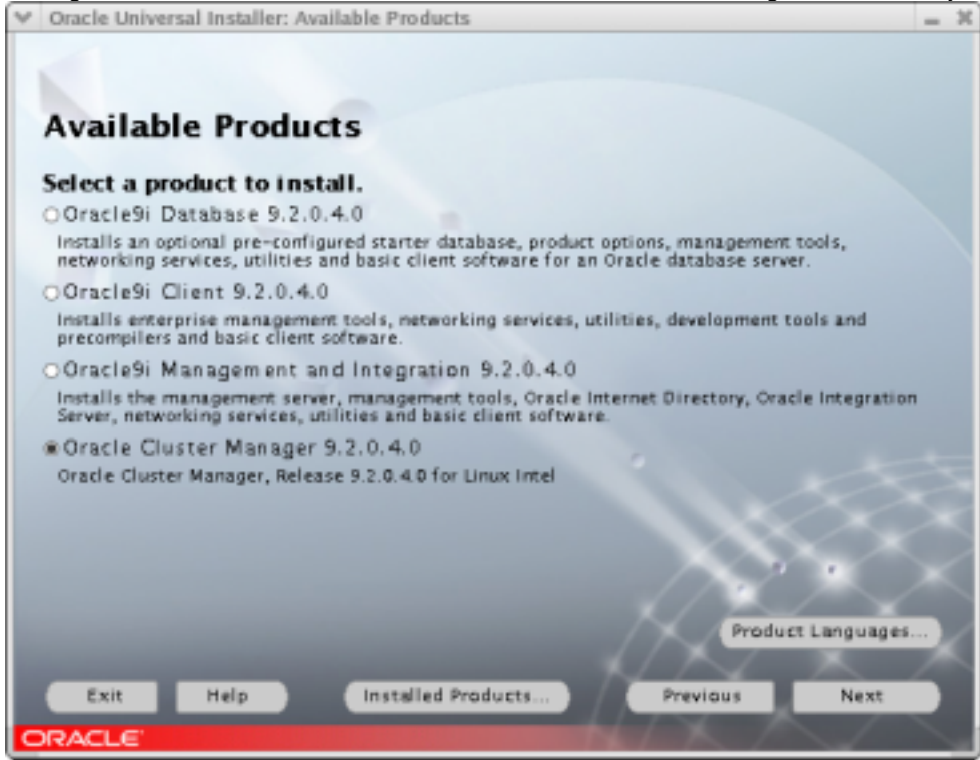 Oracle Universal Installer: Available Products
Available Products
Select a product to install.
Oracle9i Database 9.2.0.4.0
Installs an optional pre-configured starter database, product options, management tools,
networking services, utilities and basic client software for an Oracle database server.
Oracle9i Client 9.2.0.4.0
Installs enterprise management tools, networking services, utilities, development tools and
precompilers and basic client software.
Oracle9i Management and Integration 9.2.0.4.0
Installs the management server, management tools, Oracle Internet Directory, Oracle Integration
Server, networking services, utilities and basic client software.
Oracle Cluster Manager 9.2.0.4.0
Oracle Cluster Manager, Release 9.2.0.4.0 for Linux Intel
Product Languages...
Exit Help Installed Products... Previous Next
ORACLE